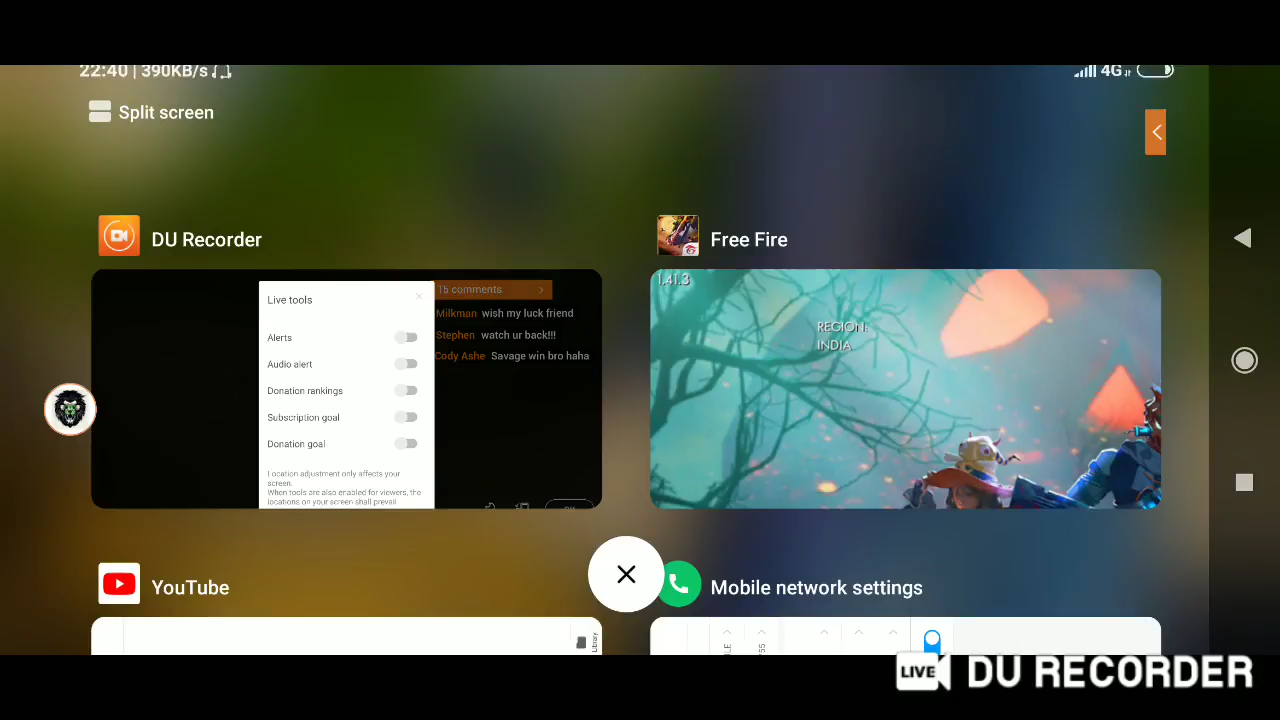 22:40 | 390KB/s
4G
Split screen
DU Recorder
Free Fire
Live tools
Alerts
Audio alert
Donation rankings
Subscription goal
Donation goal
Location adjustment only affects your
screen.
When tools are also enabled for viewers, the
locations on your screen shall prevail
15 comments
Milkman wish my luck friend
Stephen watch ur back!!!
Cody Ashe Savage win bro haha
1.41.3
REGION:
INDIA
YouTube
Mobile network settings
Library
LIVE DU RECORDER